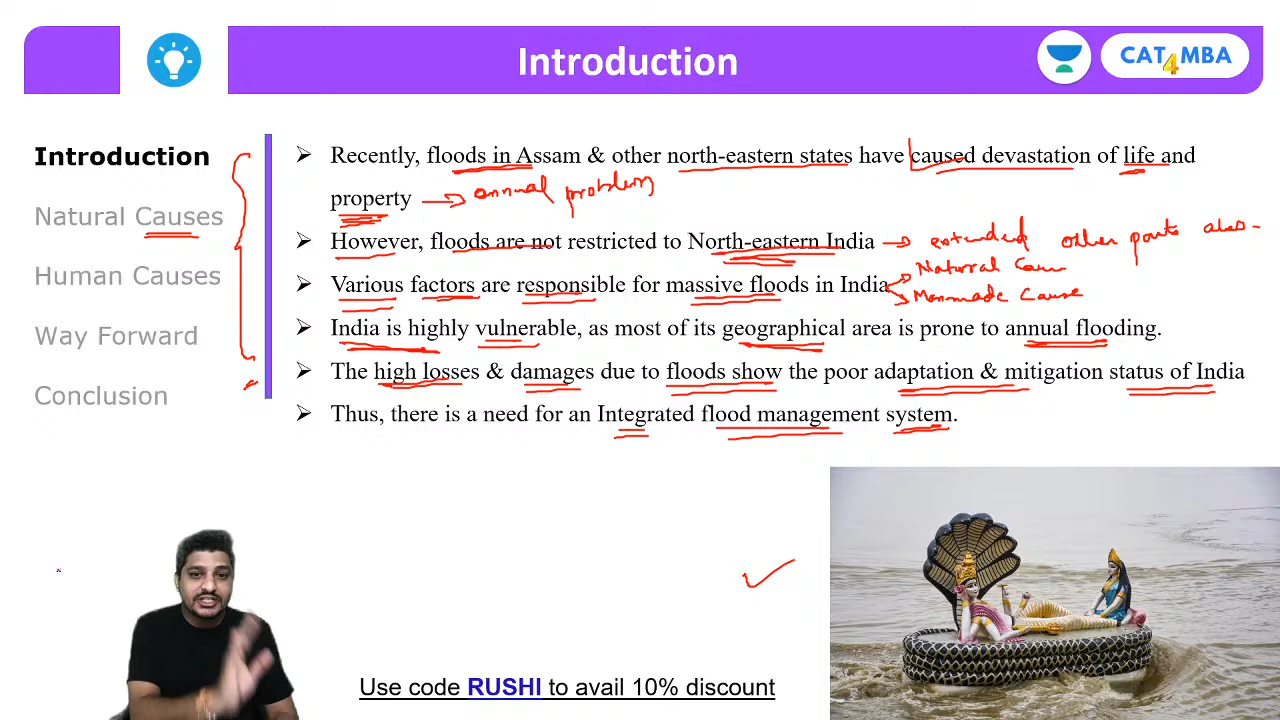 Introduction
CAT4MBA
Introduction
Natural Causes
Human Causes
Way Forward
Conclusion
➢ Recently, floods in Assam & other north-eastern states have caused devastation of life and
property → annual problem
➢ However, floods are not restricted to North-eastern India → extended other parts also
➢ Various factors are responsible for massive floods in India
Natural Cause
Manmade Cause
➢ India is highly vulnerable, as most of its geographical area is prone to annual flooding.
➢ The high losses & damages due to floods show the poor adaptation & mitigation status of India
➢ Thus, there is a need for an Integrated flood management system.
Use code RUSHI to avail 10% discount